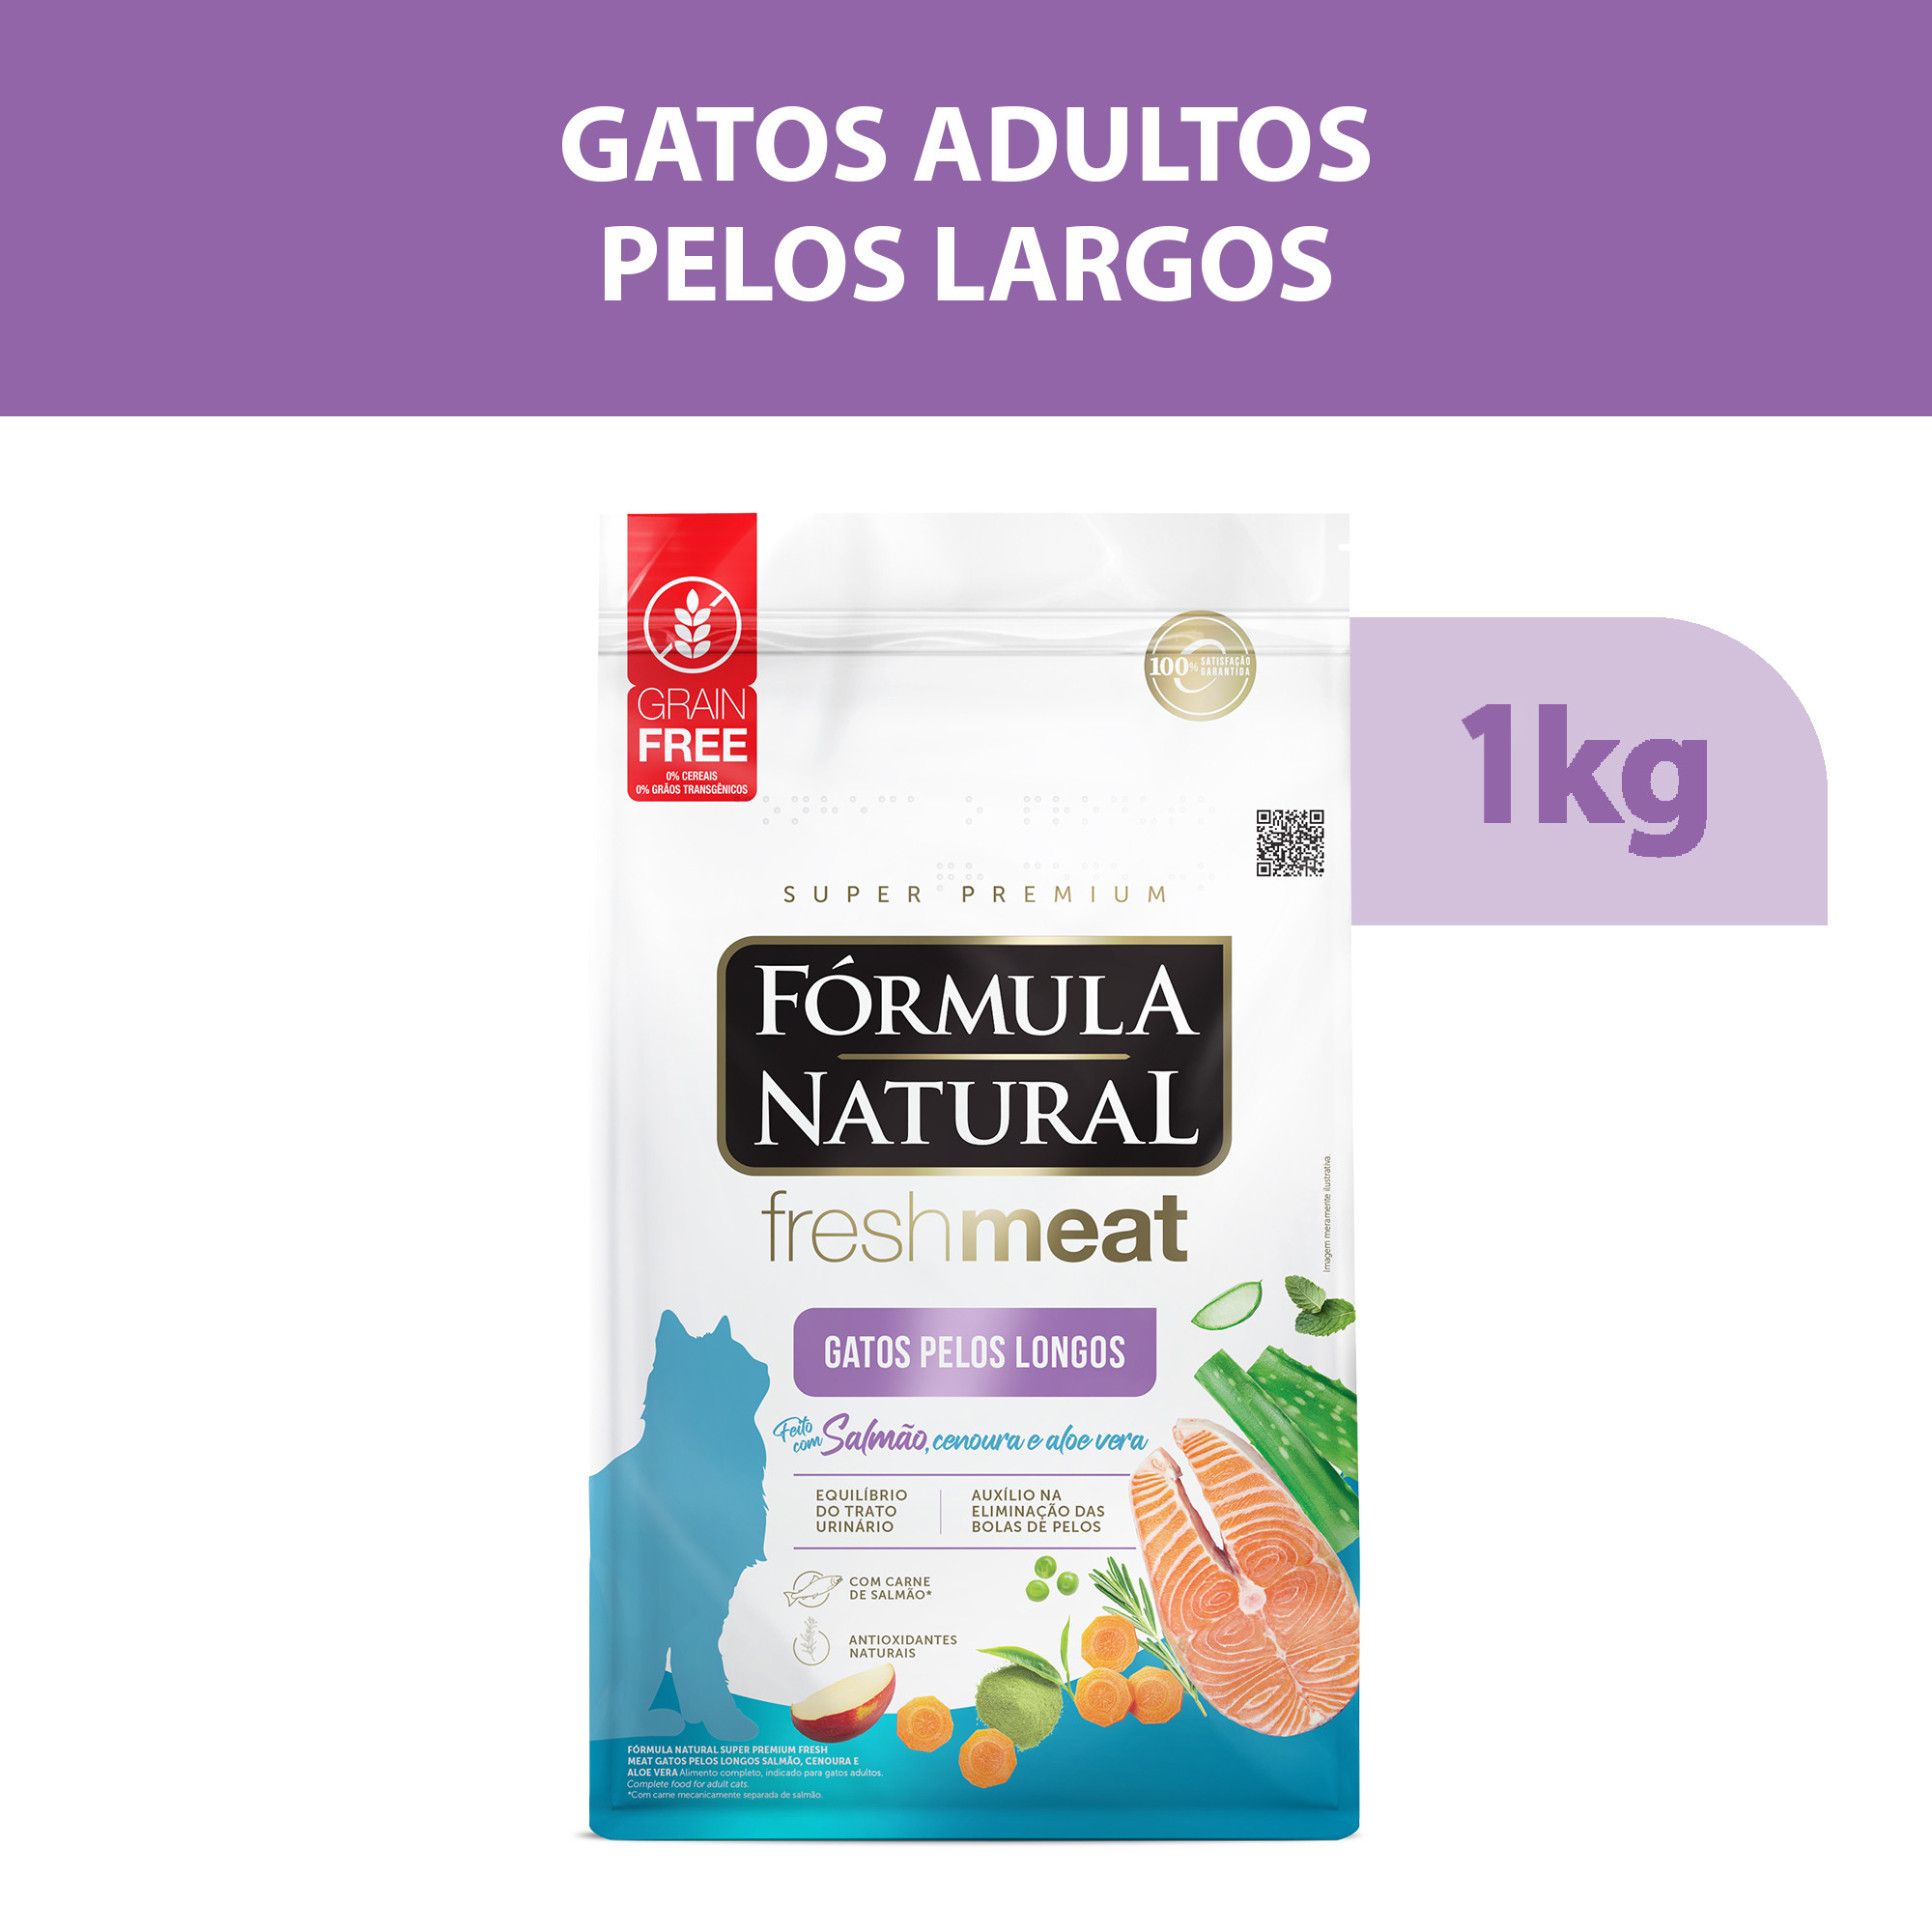 GATOS ADULTOS
PELOS LARGOS
GRAIN
FREE
0% CEREAIS
0% GRÃOS TRANSGÊNICOS
100% SATISFAÇÃO
GARANTIDA
1kg
SUPER PREMIUM
FÓRMULA
NATURAL
freshmeat
Imagem meramente ilustrativa.
GATOS PELOS LONGOS
Feito
com Salmão, cenoura e aloe vera
EQUILÍBRIO
DO TRATO
URINÁRIO
AUXÍLIO NA
ELIMINAÇÃO DAS
BOLAS DE PELOS
COM CARNE
DE SALMÃO*
ANTIOXIDANTES
NATURAIS
FÓRMULA NATURAL SUPER PREMIUM FRESH
MEAT GATOS PELOS LONGOS SALMÃO, CENOURA E
ALOE VERA Alimento completo, indicado para gatos adultos.
Complete food for adult cats.
*Com carne mecanicamente separada de salmão.